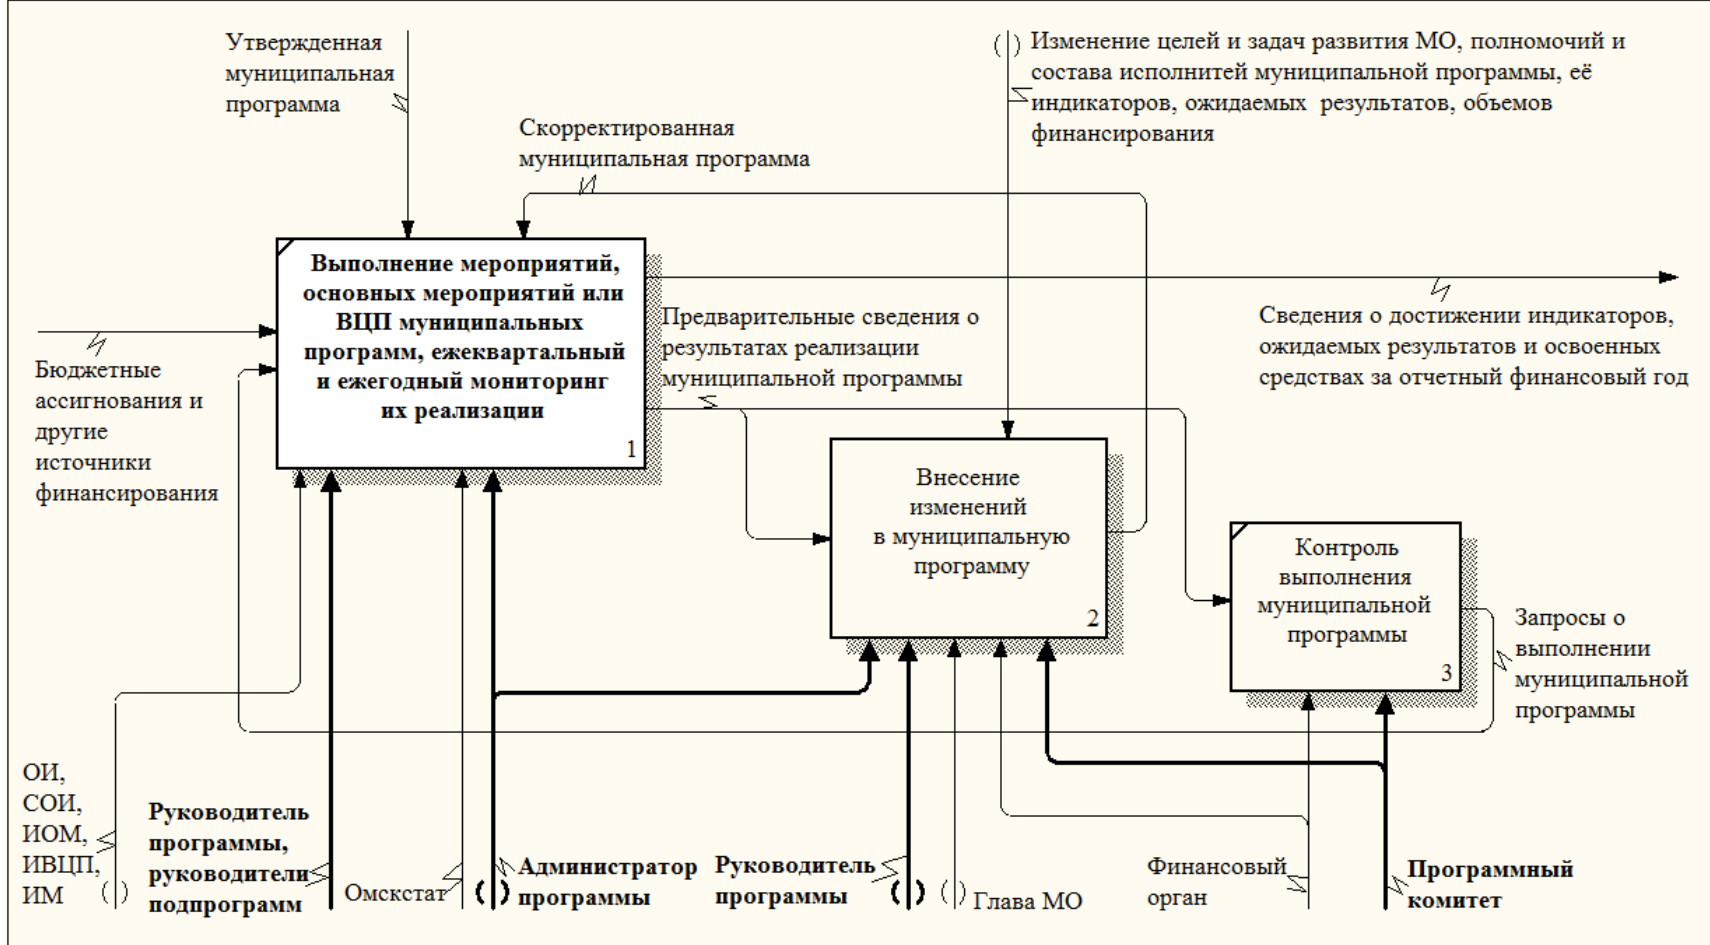 Утвержденная
муниципальная
программа
Изменение целей и задач развития МО, полномочий и
состава исполнитей муниципальной программы, её
индикаторов, ожидаемых результатов, объемов
финансирования
Скорректированная
муниципальная программа
Выполнение мероприятий,
основных мероприятий или
ВЦП муниципальных
программ, ежеквартальный
и ежегодный мониторинг
их реализации
1
Предварительные сведения о
результатах реализации
муниципальной программы
Сведения о достижении индикаторов,
ожидаемых результатов и освоенных
средствах за отчетный финансовый год
Бюджетные
ассигнования и
другие
источники
финансирования
Внесение
изменений
в муниципальную
программу
2
Контроль
выполнения
муниципальной
программы
3
Запросы о
выполнении
муниципальной
программы
ОИ,
СОИ,
ИОМ,
ИВЦП,
ИМ
Руководитель
программы,
руководители
подпрограмм
Омскстат
Администратор
программы
Руководитель
программы
Глава МО
Финансовый
орган
Программный
комитет